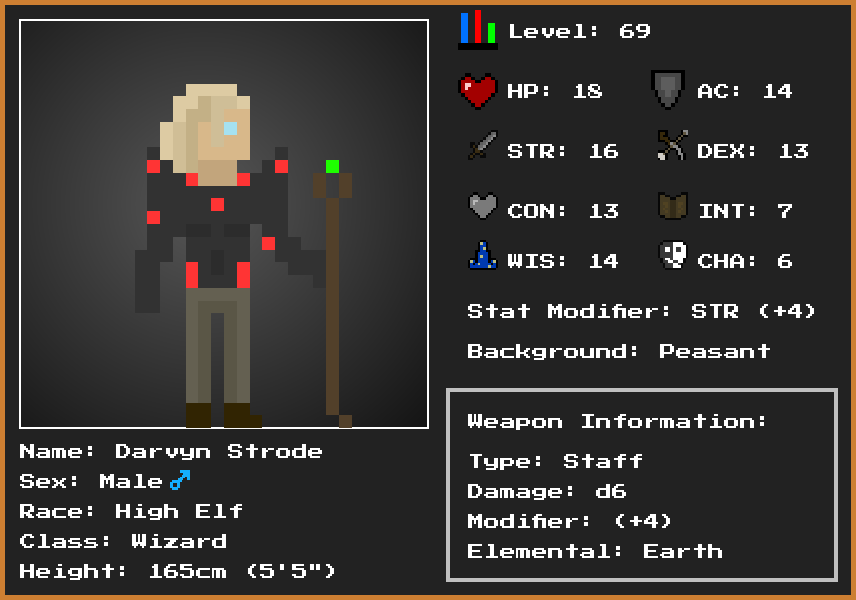 Level: 69
HP: 18
AC: 14
STR: 16
DEX: 13
CON: 13
INT: 7
WIS: 14
CHA: 6
Stat Modifier: STR (+4)
Background: Peasant
Weapon Information:
Type: Staff
Damage: d6
Modifier: (+4)
Elemental: Earth
Name: Darvyn Strode
Sex: Male♂
Race: High Elf
Class: Wizard
Height: 165cm (5'5")